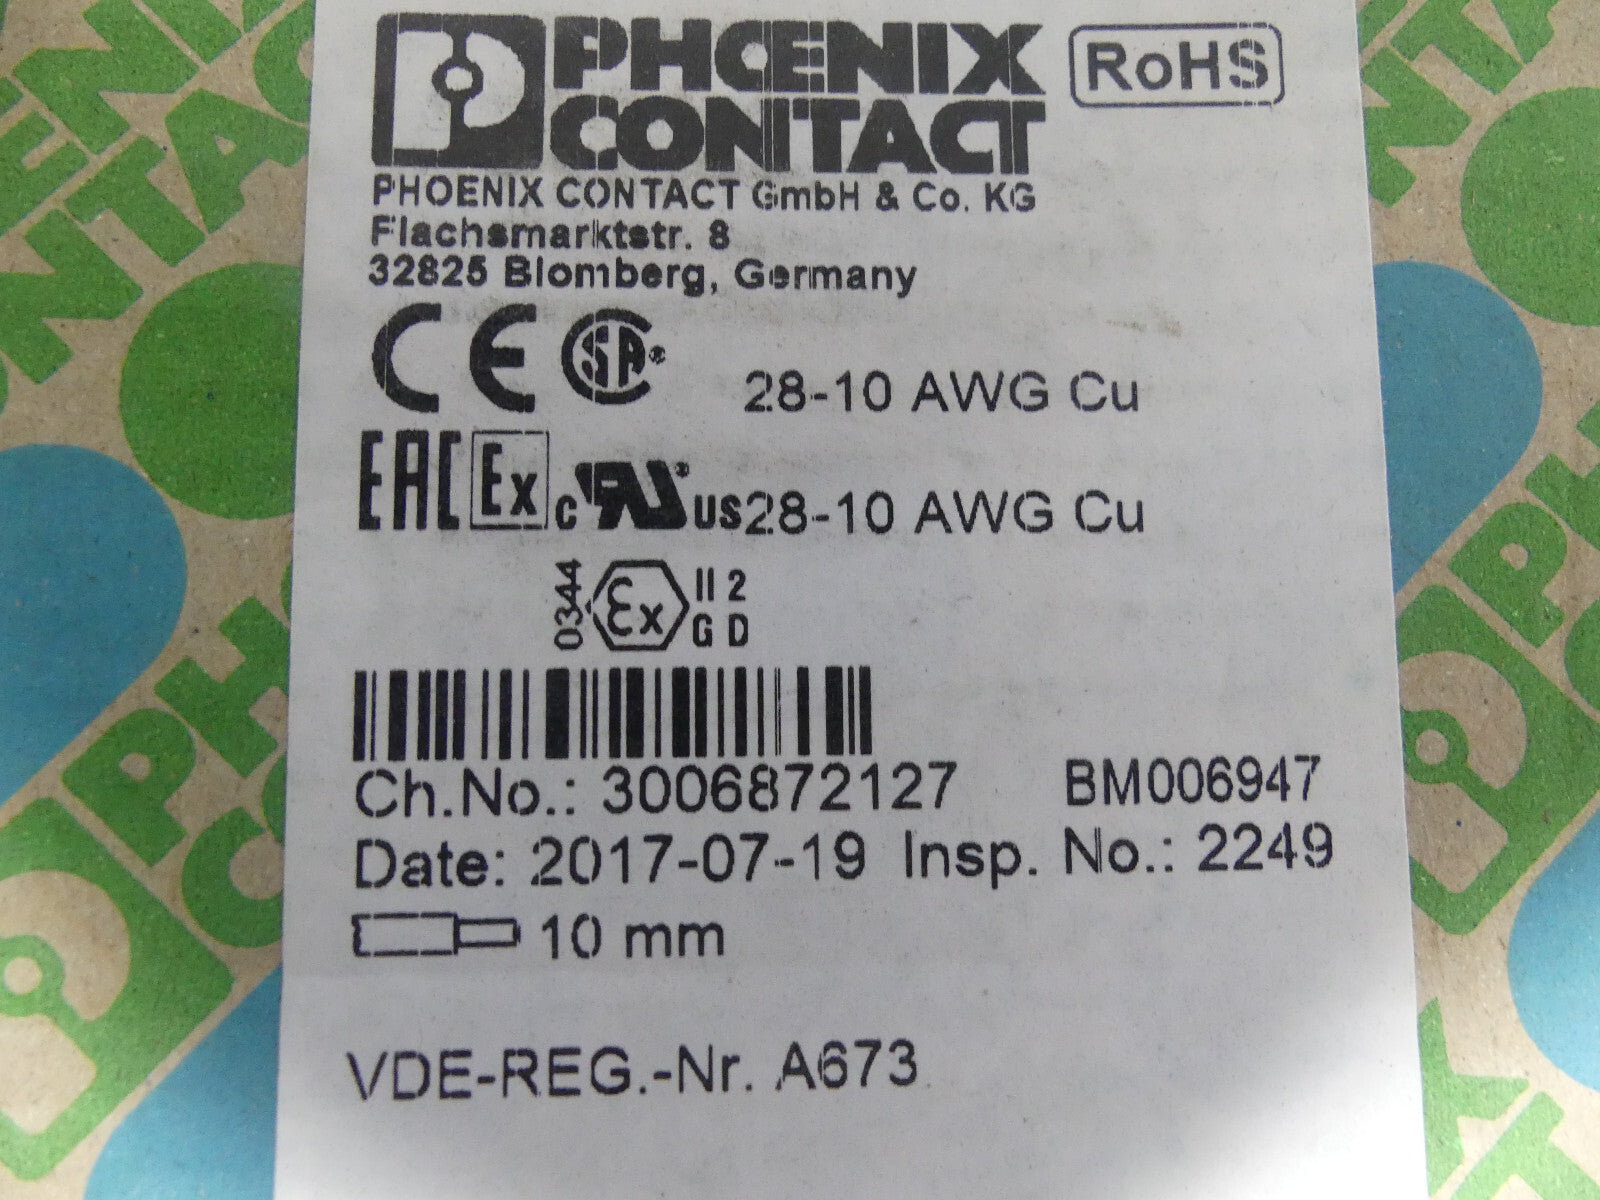 PHOENIX
CONTACT
RoHS
PHOENIX CONTACT GmbH & Co. KG
Flachsmarktstr. 8
32825 Blomberg, Germany
CE CSA® 28-10 AWG Cu
EAC Ex c RU® US 28-10 AWG Cu
0344 Ex II 2
G D
Ch.No.: 3006872127 BM006947
Date: 2017-07-19 Insp. No.: 2249
10 mm
VDE-REG.-Nr. A673